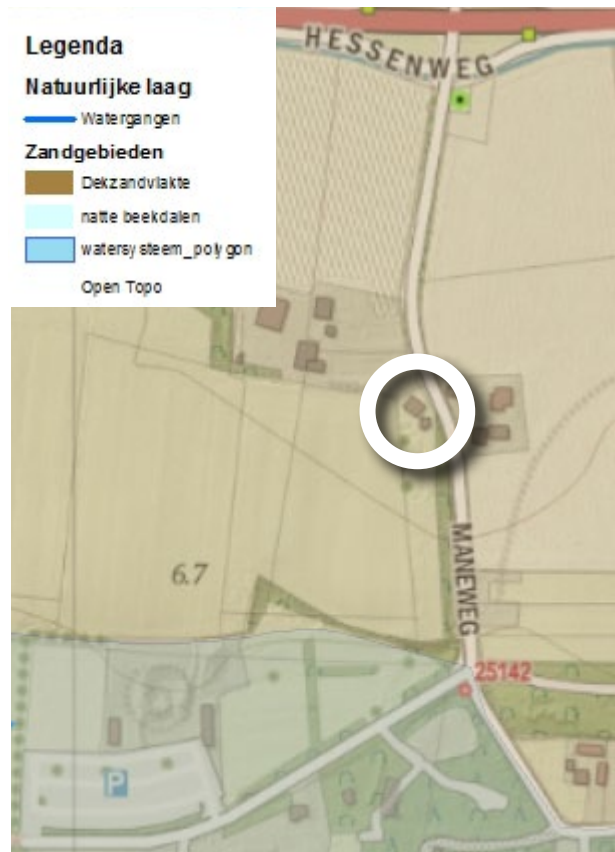 Legenda
Natuurlijke laag
Watergangen
Zandgebieden
Dekzandvlakte
natte beekdalen
watersysteem_polygon
Open Topo
HESSENWEG
MANEWEG
6.7
25142
P